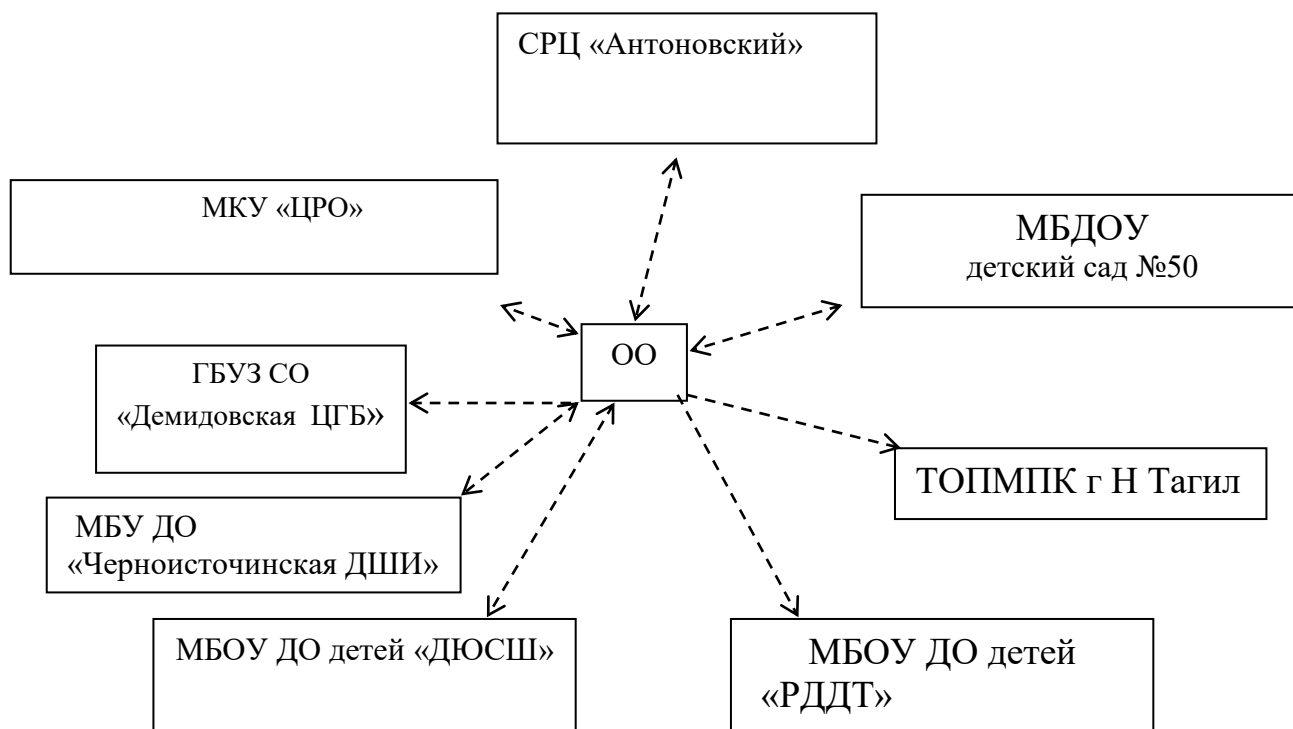 СРЦ «Антоновский»
МКУ «ЦРО»
МБДОУ
детский сад №50
ОО
ГБУЗ СО
«Демидовская ЦГБ»
ТОПМПК г Н Тагил
МБУ ДО
«Черноисточинская ДШИ»
МБОУ ДО детей «ДЮСШ»
МБОУ ДО детей
«РДДТ»